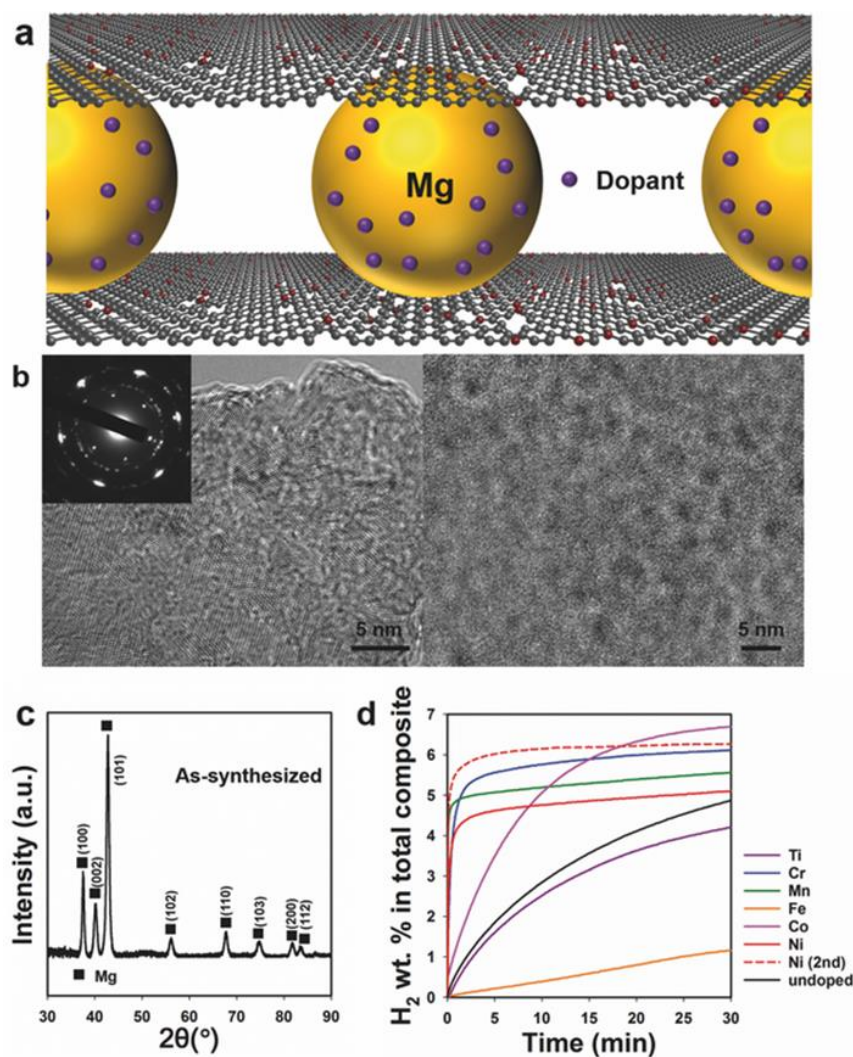 a
Mg
Dopant
b
5 nm
5 nm
c
Intensity (a.u.)
(100)
(002)
(101)
As-synthesized
(102)
(110)
(103)
(200)
(112)
■ Mg
30 40 50 60 70 80 90
2θ(°)
d
H2 wt. % in total composite
7
6
5
4
3
2
1
0
0 5 10 15 20 25 30
Time (min)
Ti
Cr
Mn
Fe
Co
Ni
Ni (2nd)
undoped